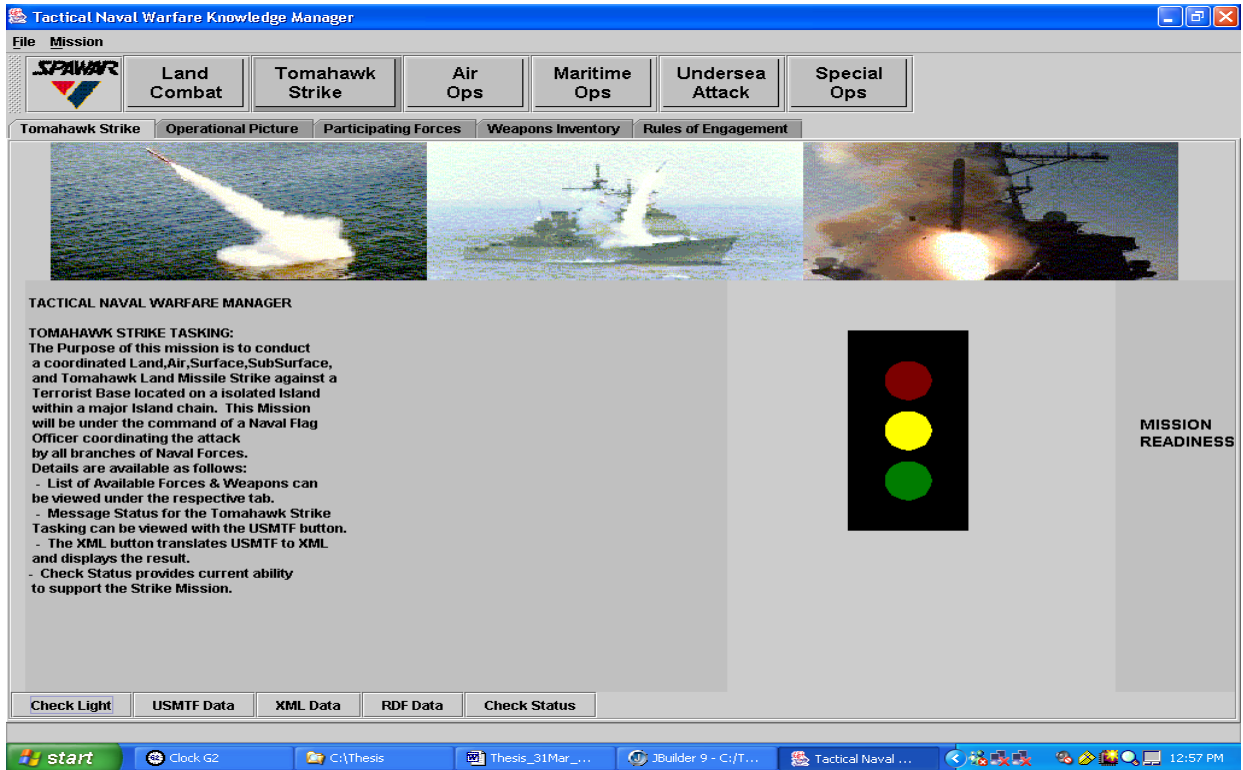 Tactical Naval Warfare Knowledge Manager
File Mission
SPAWAR
Land
Combat
Tomahawk
Strike
Air
Ops
Maritime
Ops
Undersea
Attack
Special
Ops
Tomahawk Strike Operational Picture Participating Forces Weapons Inventory Rules of Engagement
TACTICAL NAVAL WARFARE MANAGER
TOMAHAWK STRIKE TASKING:
The Purpose of this mission is to conduct
a coordinated Land,Air,Surface,SubSurface,
and Tomahawk Land Missile Strike against a
Terrorist Base located on a isolated Island
within a major Island chain. This Mission
will be under the command of a Naval Flag
Officer coordinating the attack
by all branches of Naval Forces.
Details are available as follows:
- List of Available Forces & Weapons can
be viewed under the respective tab.
- Message Status for the Tomahawk Strike
Tasking can be viewed with the USMTF button.
- The XML button translates USMTF to XML
and displays the result.
- Check Status provides current ability
to support the Strike Mission.
MISSION
READINESS
Check Light USMTF Data XML Data RDF Data Check Status
start Clock G2 C:\Thesis Thesis_31Mar_... JBuilder 9 - C:/T... Tactical Naval ... 12:57 PM